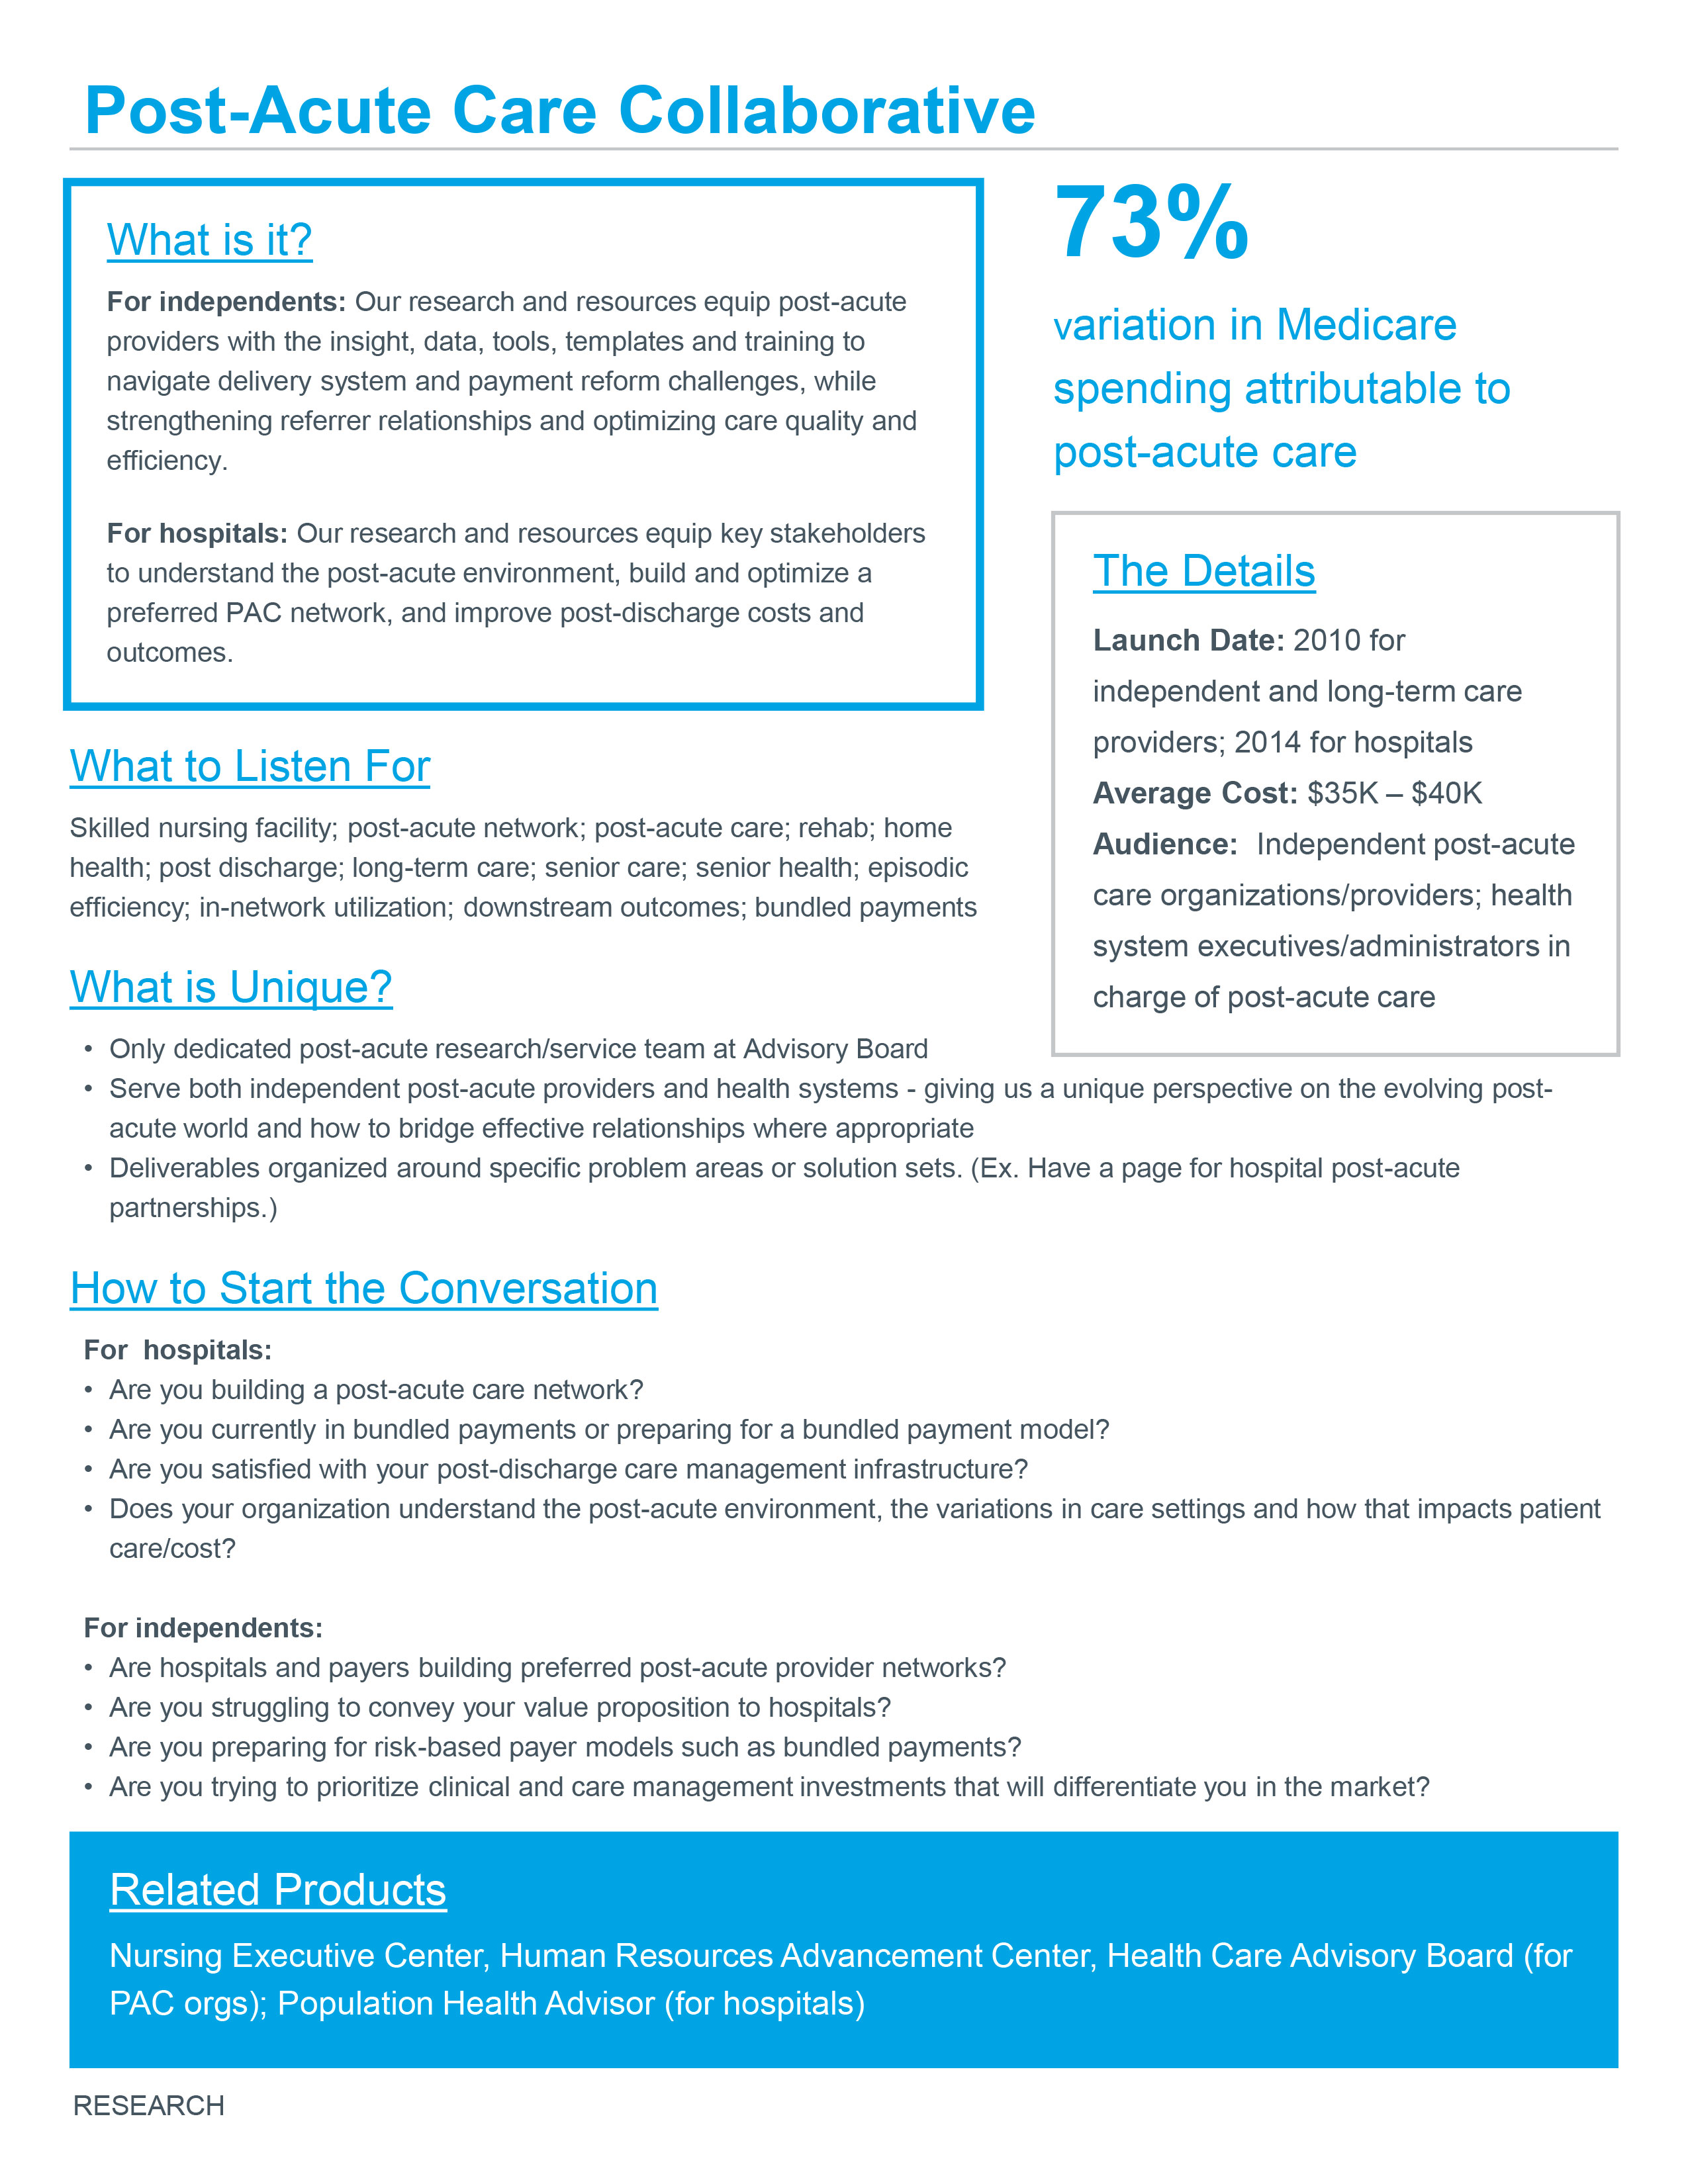 Post-Acute Care Collaborative
What is it?
For independents: Our research and resources equip post-acute
providers with the insight, data, tools, templates and training to
navigate delivery system and payment reform challenges, while
strengthening referrer relationships and optimizing care quality and
efficiency.
For hospitals: Our research and resources equip key stakeholders
to understand the post-acute environment, build and optimize a
preferred PAC network, and improve post-discharge costs and
outcomes.
73%
variation in Medicare
spending attributable to
post-acute care
The Details
Launch Date: 2010 for
independent and long-term care
providers; 2014 for hospitals
Average Cost: $35K – $40K
Audience:  Independent post-acute
care organizations/providers; health
system executives/administrators in
charge of post-acute care
What to Listen For
Skilled nursing facility; post-acute network; post-acute care; rehab; home
health; post discharge; long-term care; senior care; senior health; episodic
efficiency; in-network utilization; downstream outcomes; bundled payments
What is Unique?
• Only dedicated post-acute research/service team at Advisory Board
• Serve both independent post-acute providers and health systems - giving us a unique perspective on the evolving post-
acute world and how to bridge effective relationships where appropriate
• Deliverables organized around specific problem areas or solution sets. (Ex. Have a page for hospital post-acute
partnerships.)
How to Start the Conversation
For  hospitals:
• Are you building a post-acute care network?
• Are you currently in bundled payments or preparing for a bundled payment model?
• Are you satisfied with your post-discharge care management infrastructure?
• Does your organization understand the post-acute environment, the variations in care settings and how that impacts patient
care/cost?
For independents:
• Are hospitals and payers building preferred post-acute provider networks?
• Are you struggling to convey your value proposition to hospitals?
• Are you preparing for risk-based payer models such as bundled payments?
• Are you trying to prioritize clinical and care management investments that will differentiate you in the market?
Related Products
Nursing Executive Center, Human Resources Advancement Center, Health Care Advisory Board (for
PAC orgs); Population Health Advisor (for hospitals)
RESEARCH